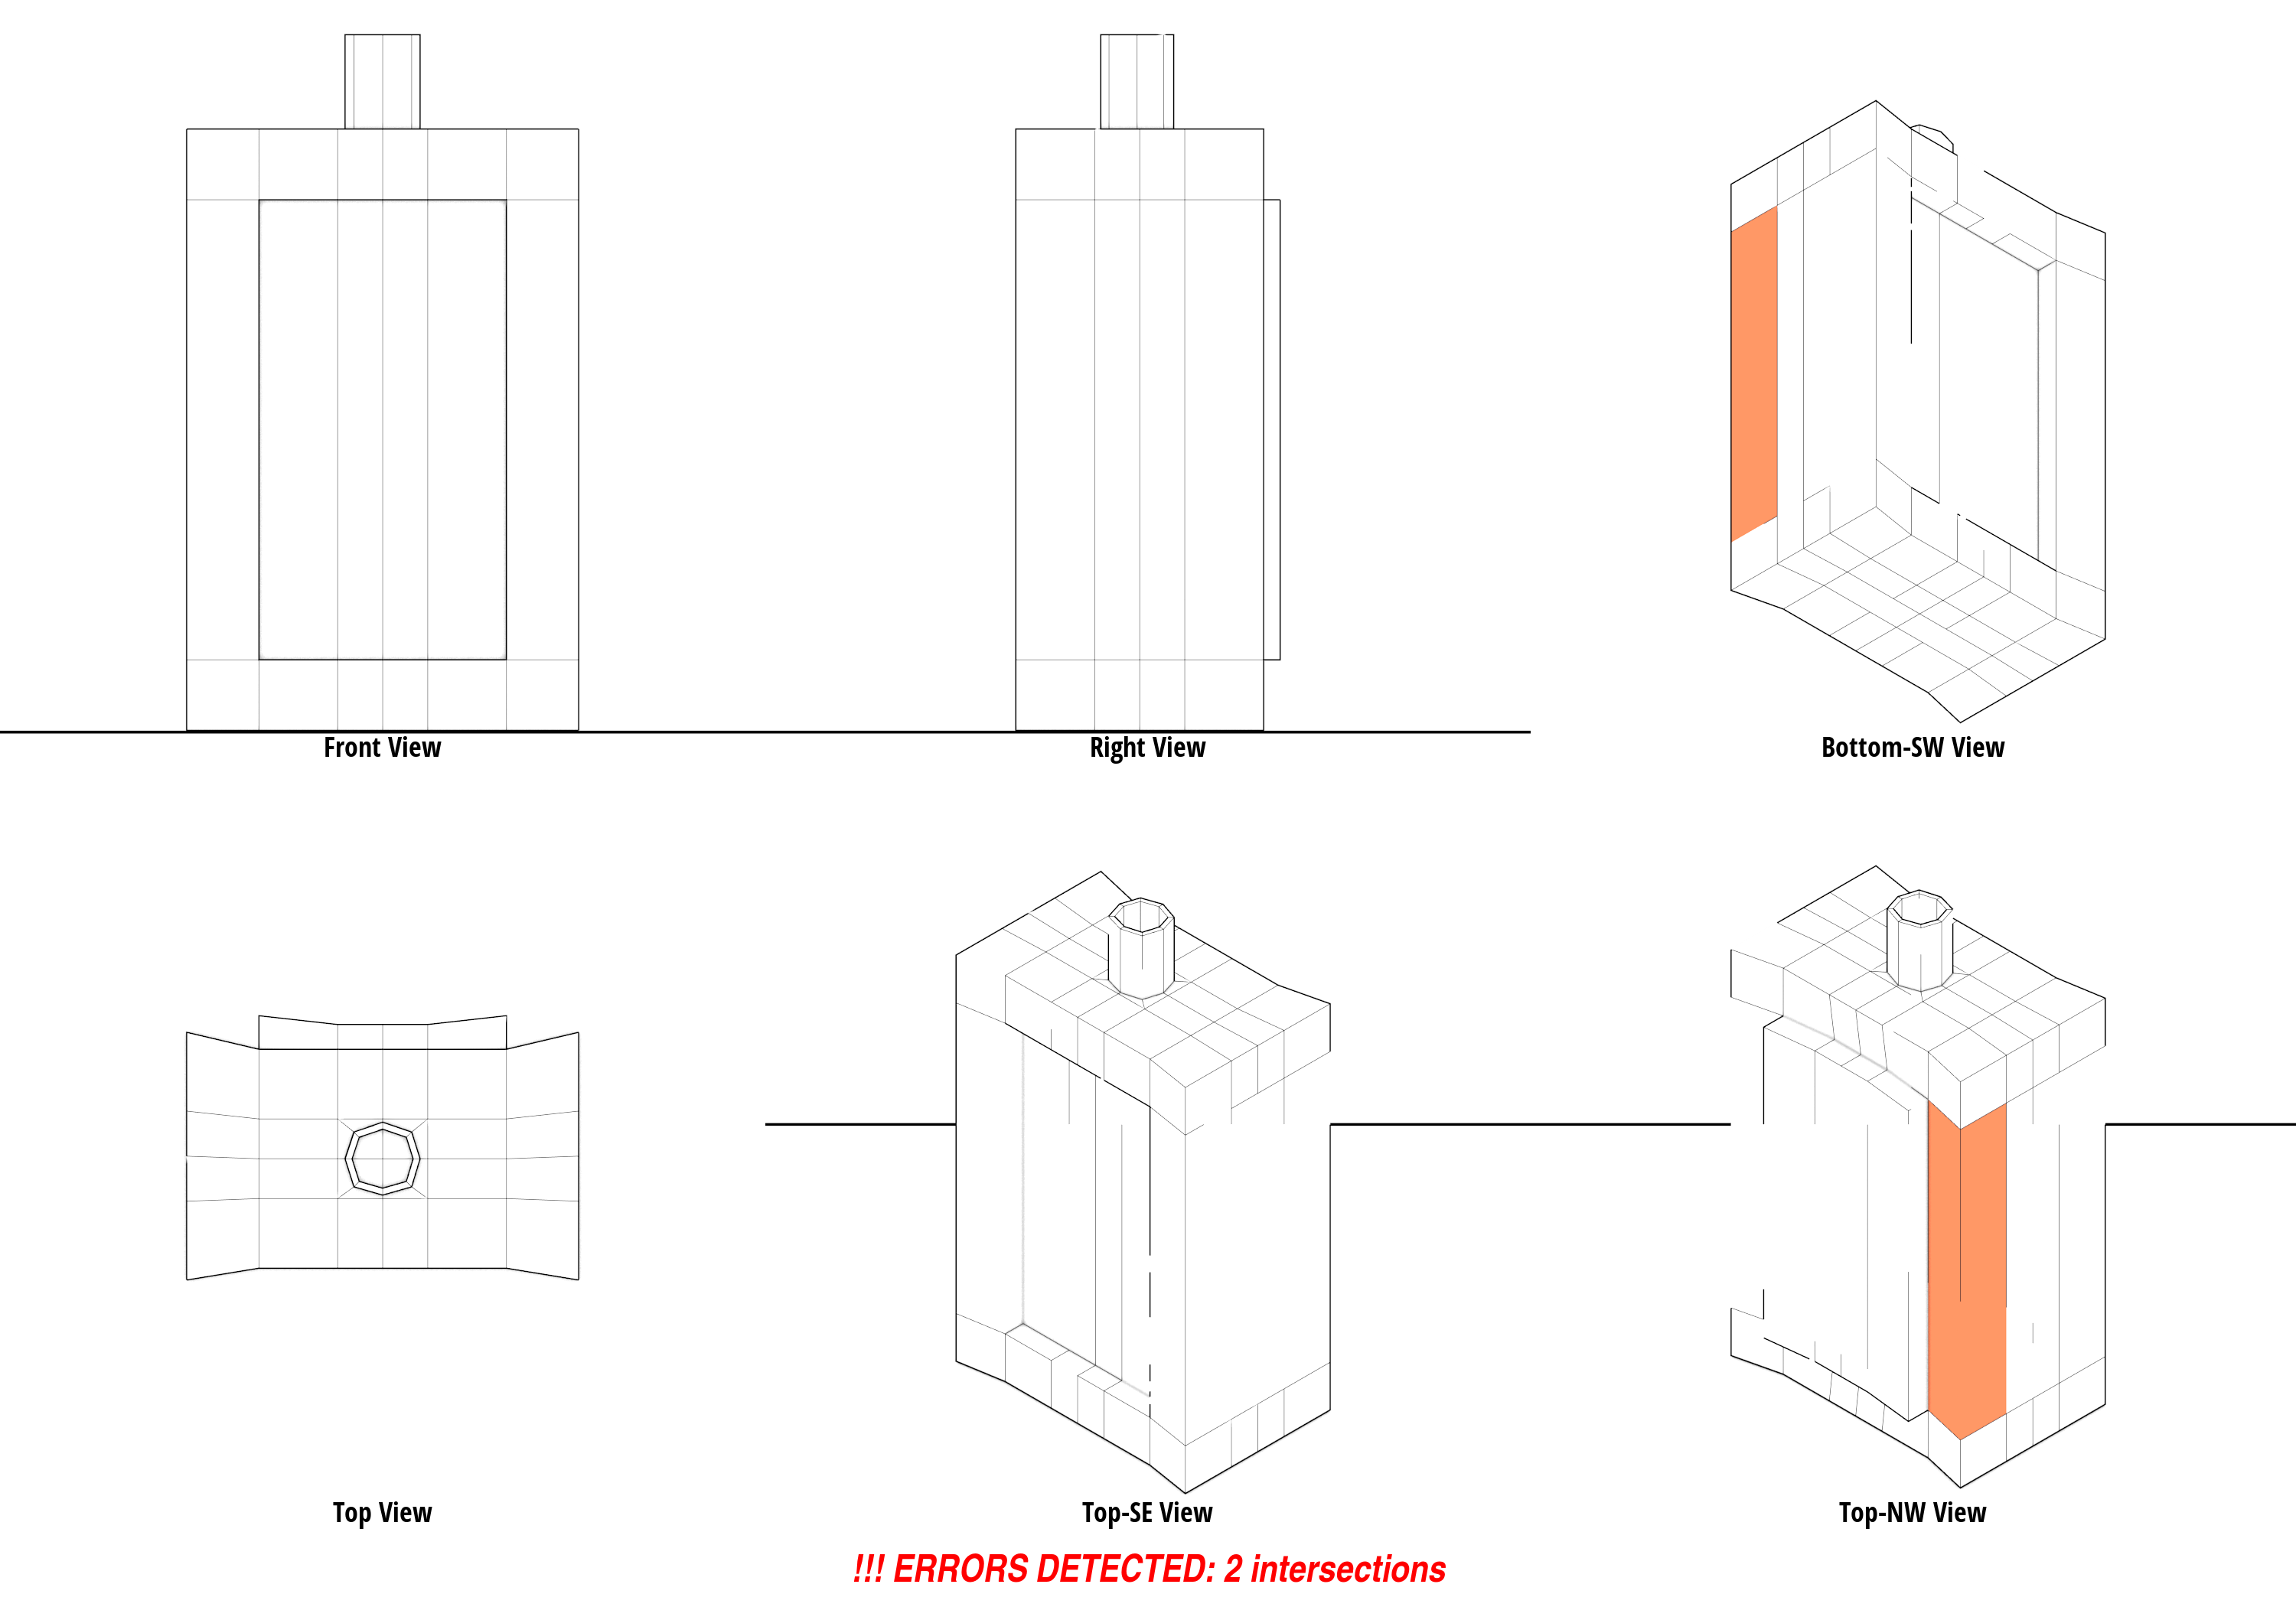 Front View
Right View
Bottom-SW View
Top View
Top-SE View
Top-NW View
!!! ERRORS DETECTED: 2 intersections